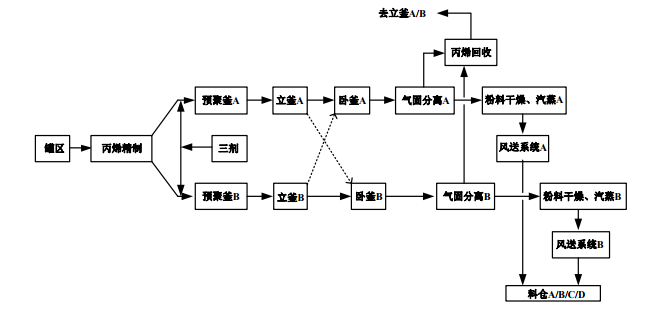 去立釜A/B
丙烯回收
预聚釜A
立釜A
卧釜A
气固分离A
粉料干燥、汽蒸A
罐区
丙烯精制
三剂
风送系统A
预聚釜B
立釜B
卧釜B
气固分离B
粉料干燥、汽蒸B
风送系统B
料仓A/B/C/D